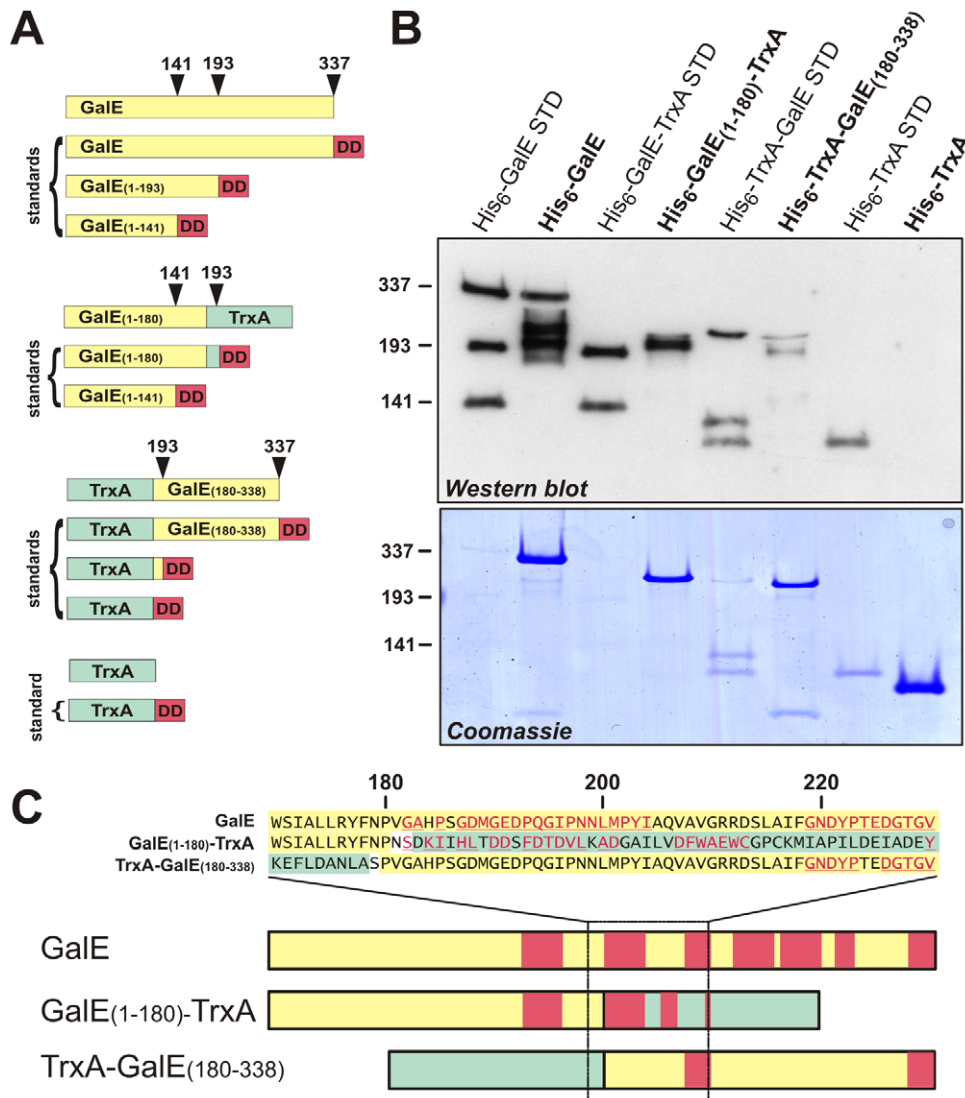 A
141 193 337
GalE
standards
GalE DD
GalE(1-193) DD
GalE(1-141) DD
141 193
GalE(1-180) TrxA
standards
GalE(1-180) DD
GalE(1-141) DD
193 337
TrxA GalE(180-338)
standards
TrxA GalE(180-338) DD
TrxA DD
TrxA DD
TrxA
standard
TrxA DD
B
His6-GalE STD
His6-GalE
His6-GalE-TrxA STD
His6-GalE(1-180)-TrxA
His6-TrxA-GalE STD
His6-TrxA-GalE(180-338)
His6-TrxA STD
His6-TrxA
337
193
141
Western blot
337
193
141
Coomassie
C
180 200 220
GalE WSIALLRYFNPVGAHPSGDMGEDPQGIPNNLMPYIAQVAVGRRDSLAIFGNDYPTEDGTGV
GalE(1-180)-TrxA WSIALLRYFNPNSDKIIHLTDDSFDTDVLKADGAILVDFWAEWCGPCKMIAPILDEIADEY
TrxA-GalE(180-338) KEFLDANLASPVGAHPSGDMGEDPQGIPNNLMPYIAQVAVGRRDSLAIFGNDYPTEDGTGV
GalE
GalE(1-180)-TrxA
TrxA-GalE(180-338)